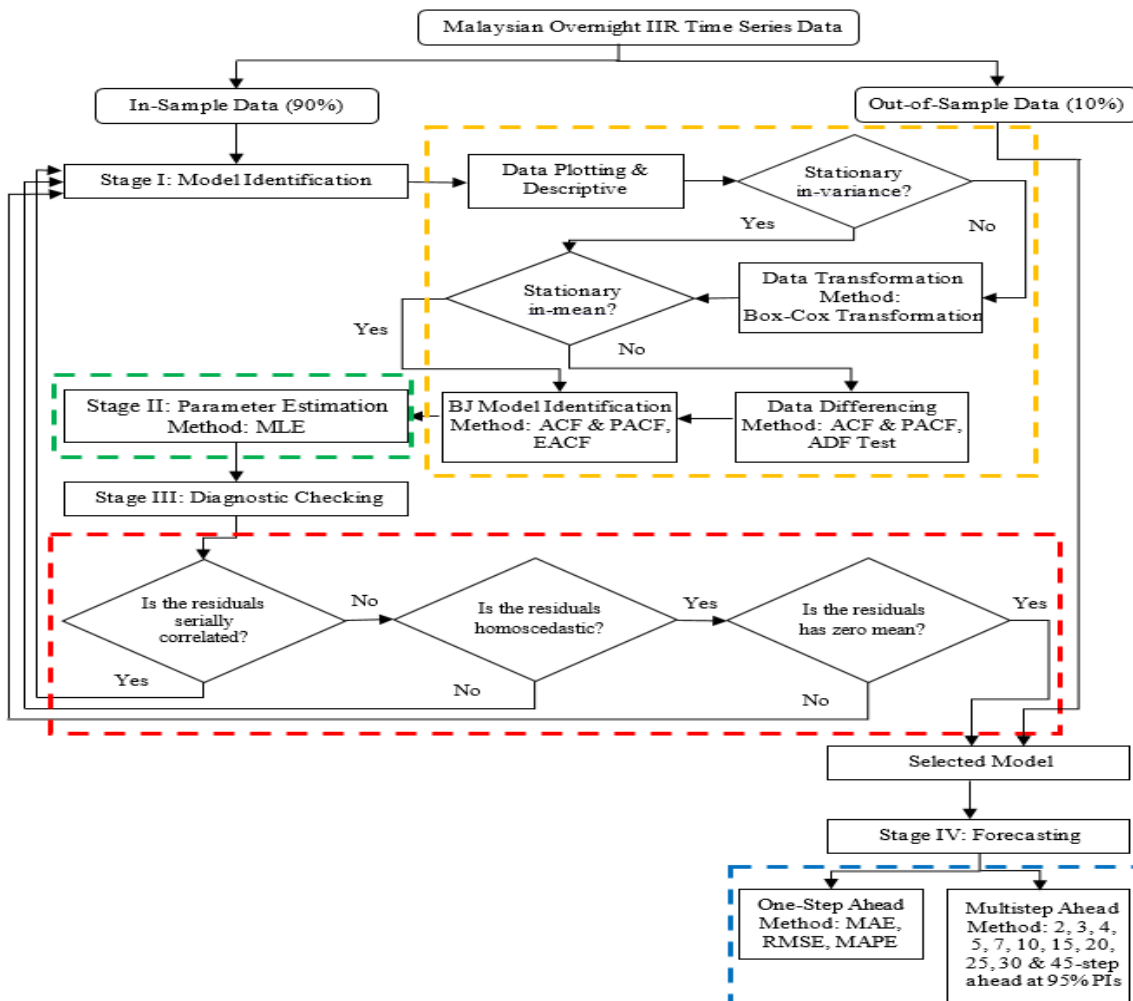 Malaysian Overnight IIR Time Series Data
In-Sample Data (90%)
Out-of-Sample Data (10%)
Stage I: Model Identification
Data Plotting &
Descriptive
Stationary
in-variance?
Yes
No
Stationary
in-mean?
Data Transformation
Method:
Box-Cox Transformation
Yes
No
Stage II: Parameter Estimation
Method: MLE
BJ Model Identification
Method: ACF & PACF,
EACF
Data Differencing
Method: ACF & PACF,
ADF Test
Stage III: Diagnostic Checking
Is the residuals
serially
correlated?
No
Is the residuals
homoscedastic?
Yes
Is the residuals
has zero mean?
Yes
Yes
No
No
Selected Model
Stage IV: Forecasting
One-Step Ahead
Method: MAE,
RMSE, MAPE
Multistep Ahead
Method: 2, 3, 4,
5, 7, 10, 15, 20,
25, 30 & 45-step
ahead at 95% PIs